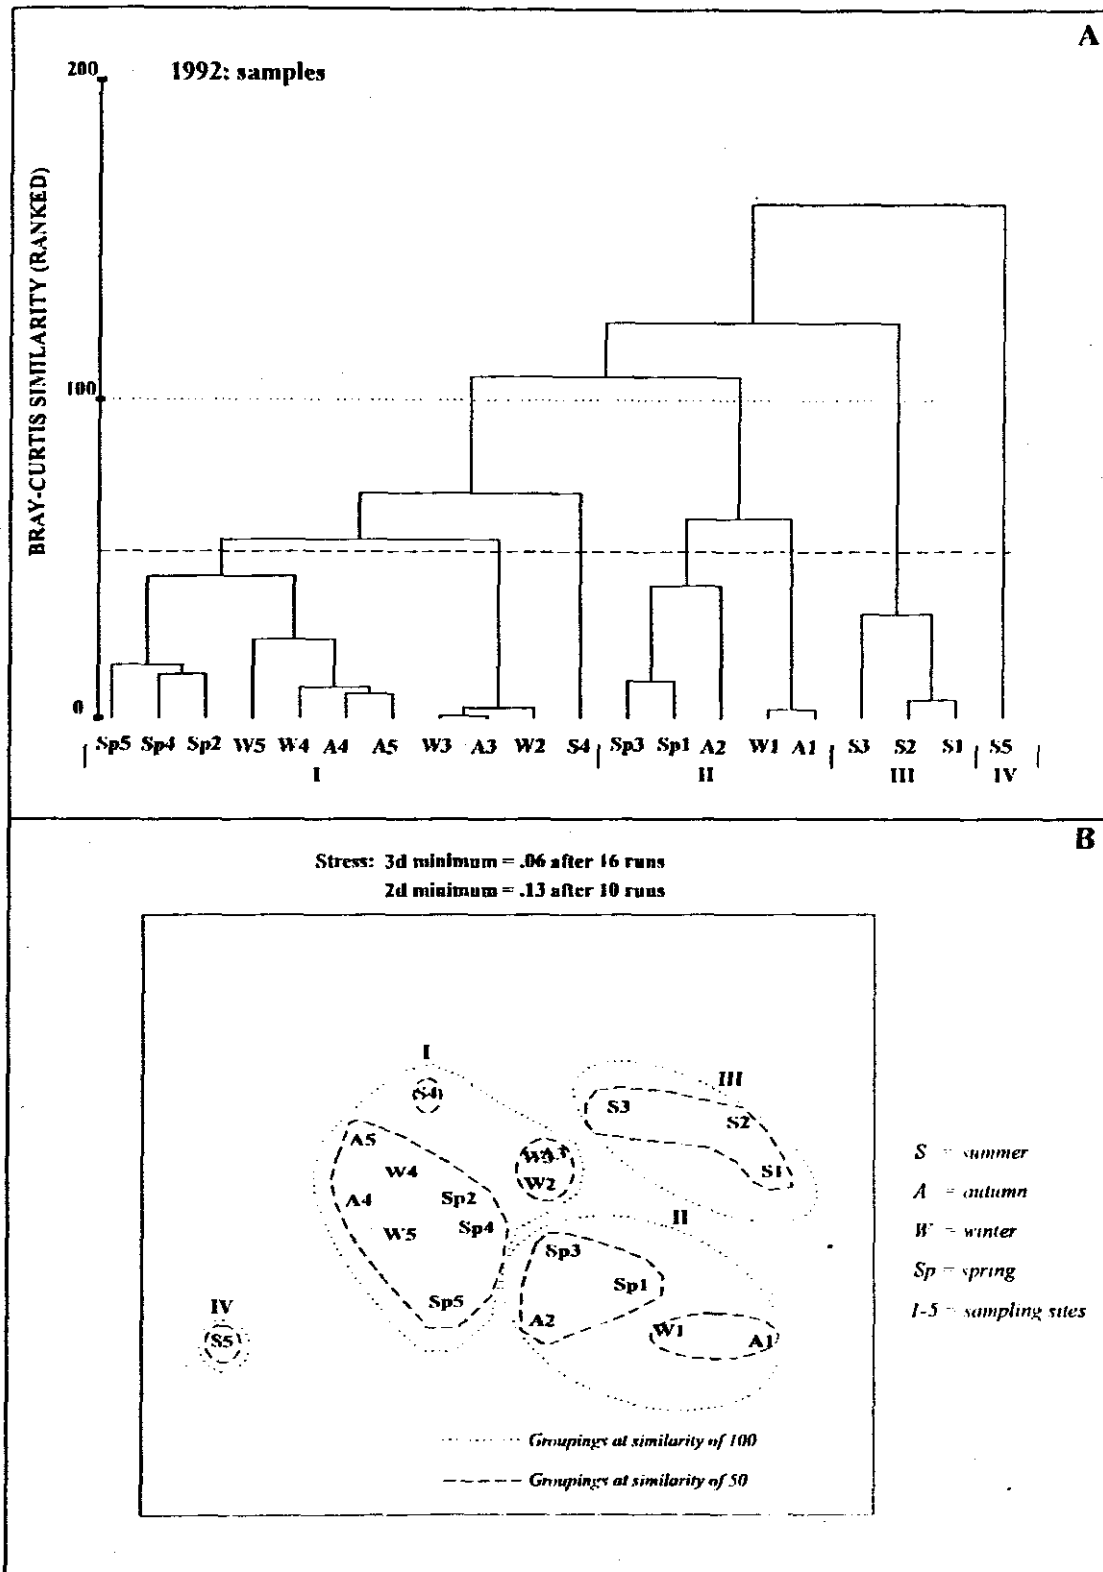 A
200
1992: samples
BRAY-CURTIS SIMILARITY (RANKED)
100
0
Sp5 Sp4 Sp2 W5 W4 A4 A5 W3 A3 W2 S4 Sp3 Sp1 A2 W1 A1 S3 S2 S1 S5
I II III IV
B
Stress: 3d minimum = .06 after 16 runs
2d minimum = .13 after 10 runs
I
III
S4
S3
S2
A5
W3 A3
W4
W2
S1
A4
Sp2
Sp4
W5
II
Sp3
Sp1
Sp5
A2
W1
A1
IV
S5
S = summer
A = autumn
W = winter
Sp = spring
1-5 = sampling sites
Groupings at similarity of 100
Groupings at similarity of 50